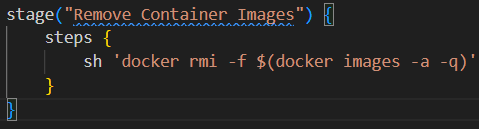 stage("Remove Container Images") {
    steps {
        sh 'docker rmi -f $(docker images -a -q)'
    }
}